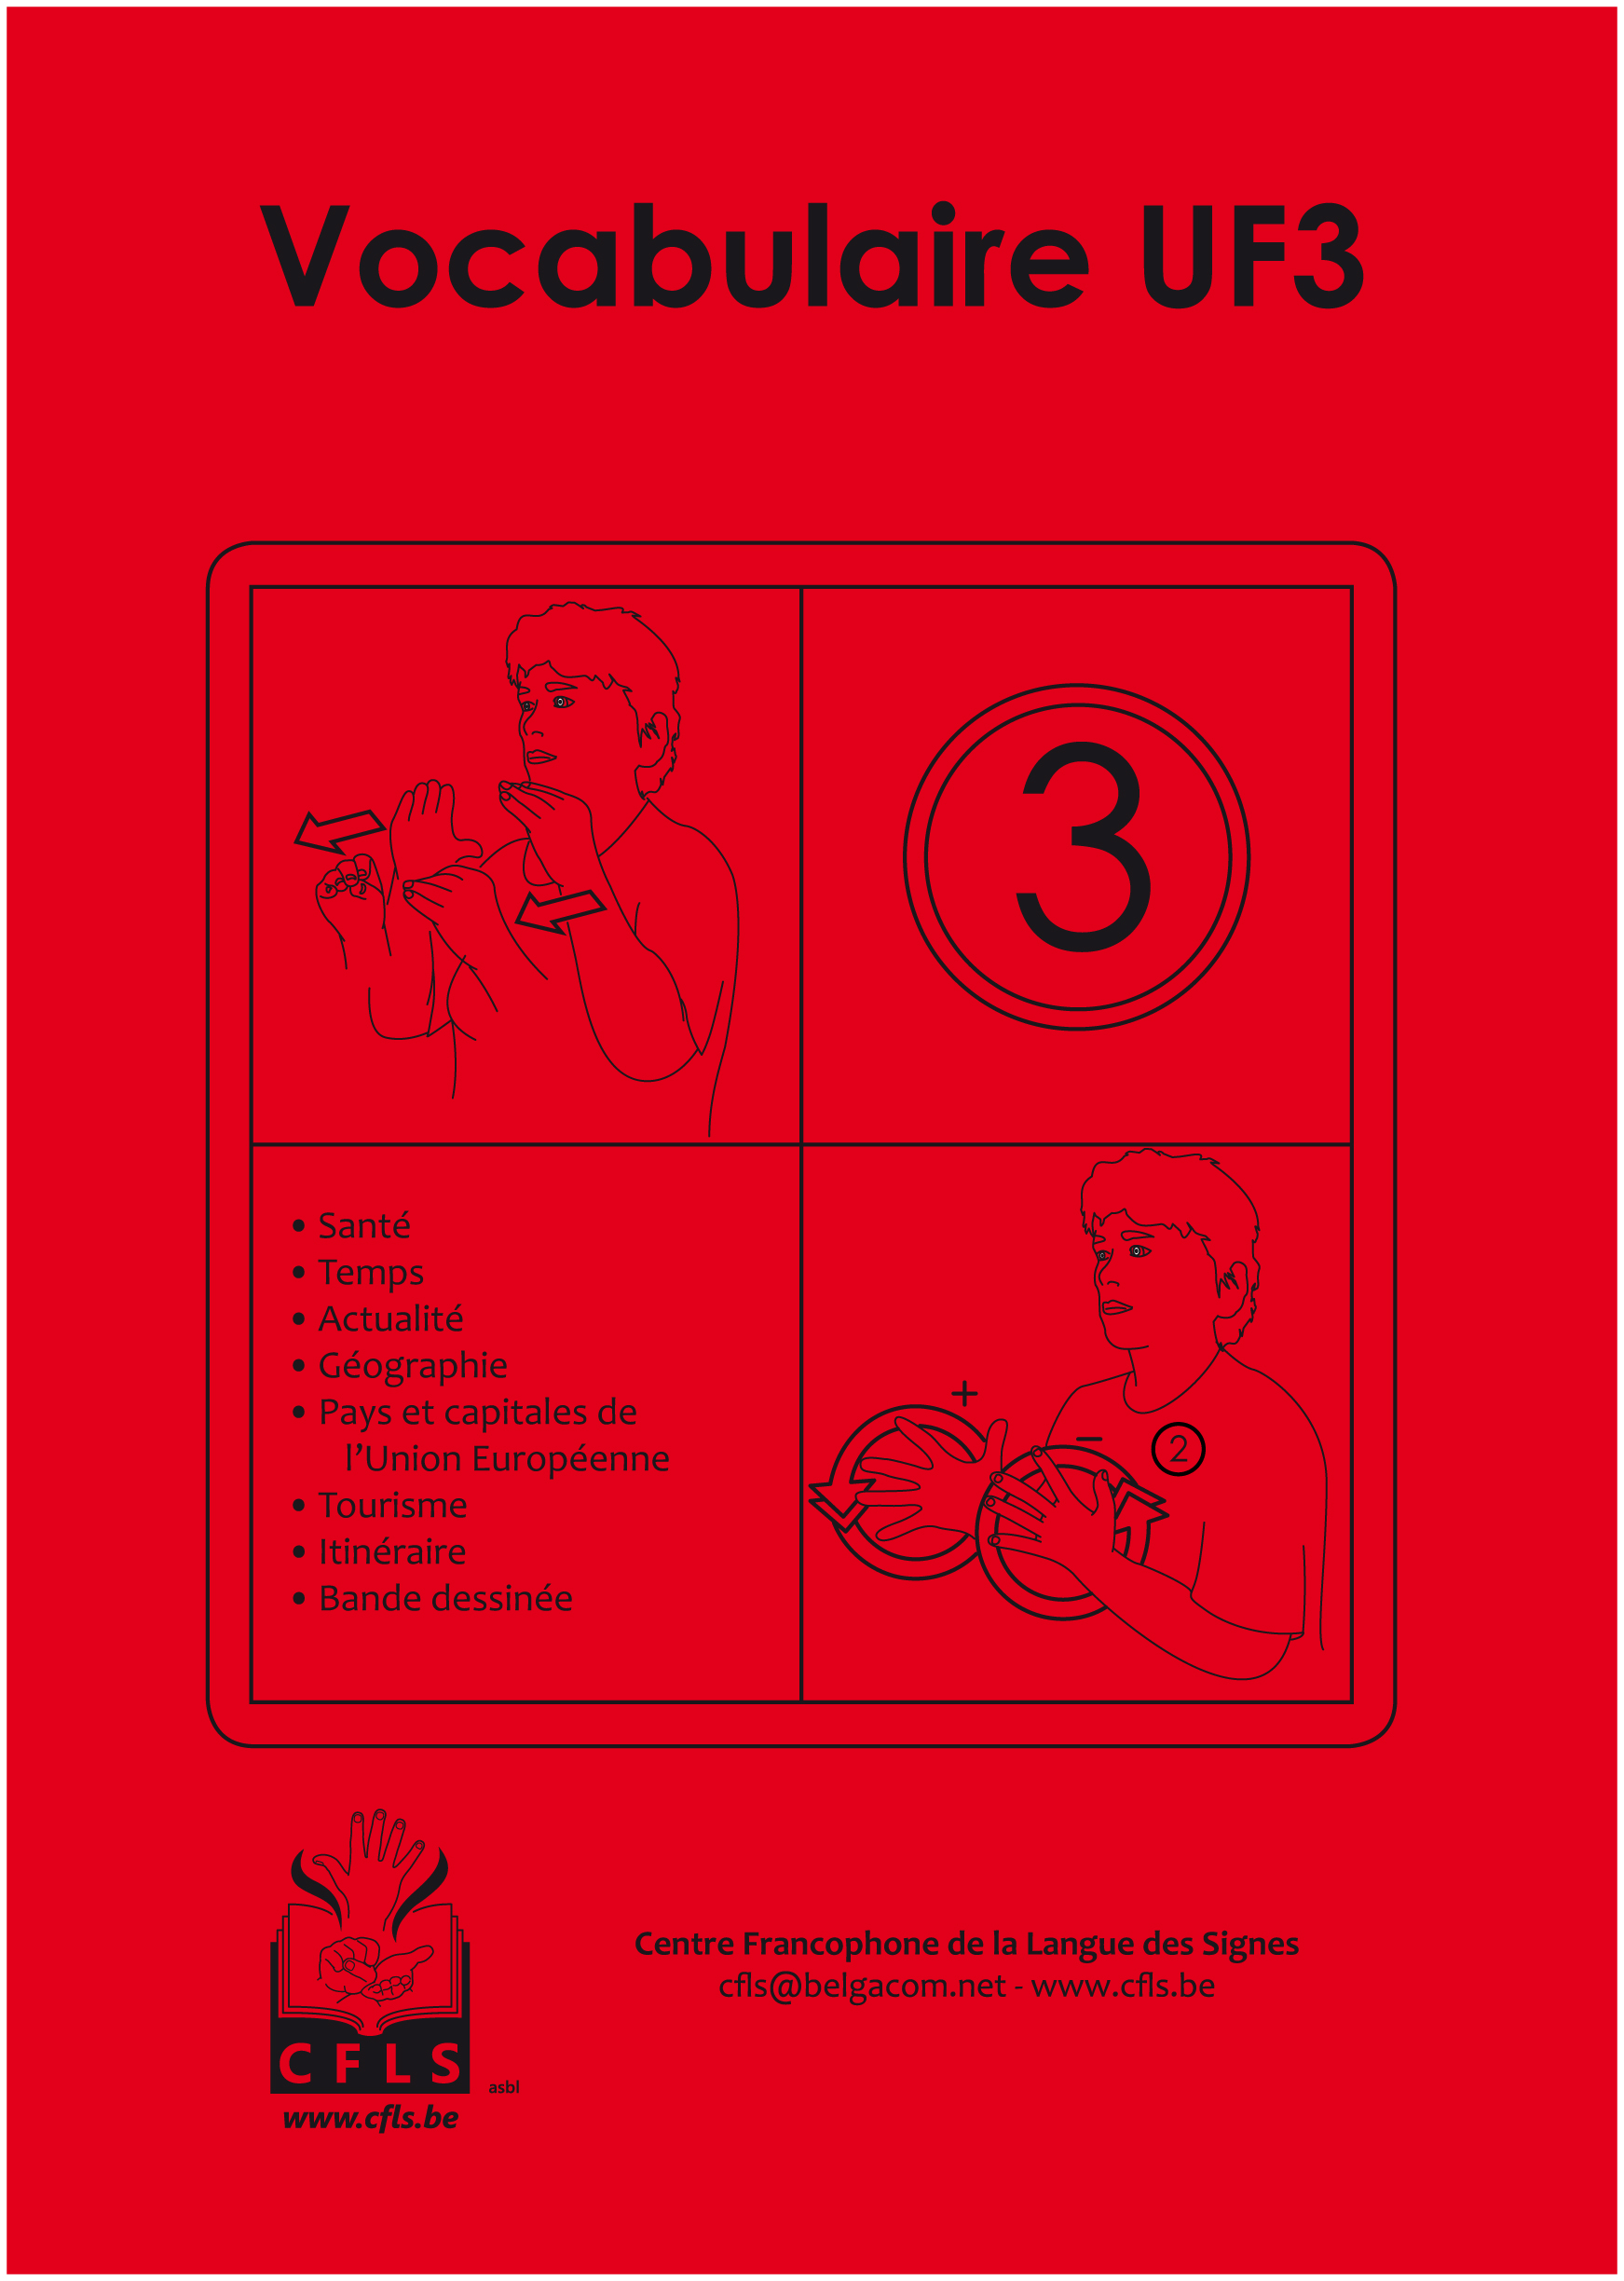 Vocabulaire UF3
3
• Santé
• Temps
• Actualité
• Géographie
• Pays et capitales de
l’Union Européenne
• Tourisme
• Itinéraire
• Bande dessinée
+
−
2
CFLS
asbl
www.cfls.be
Centre Francophone de la Langue des Signes
cfls@belgacom.net - www.cfls.be